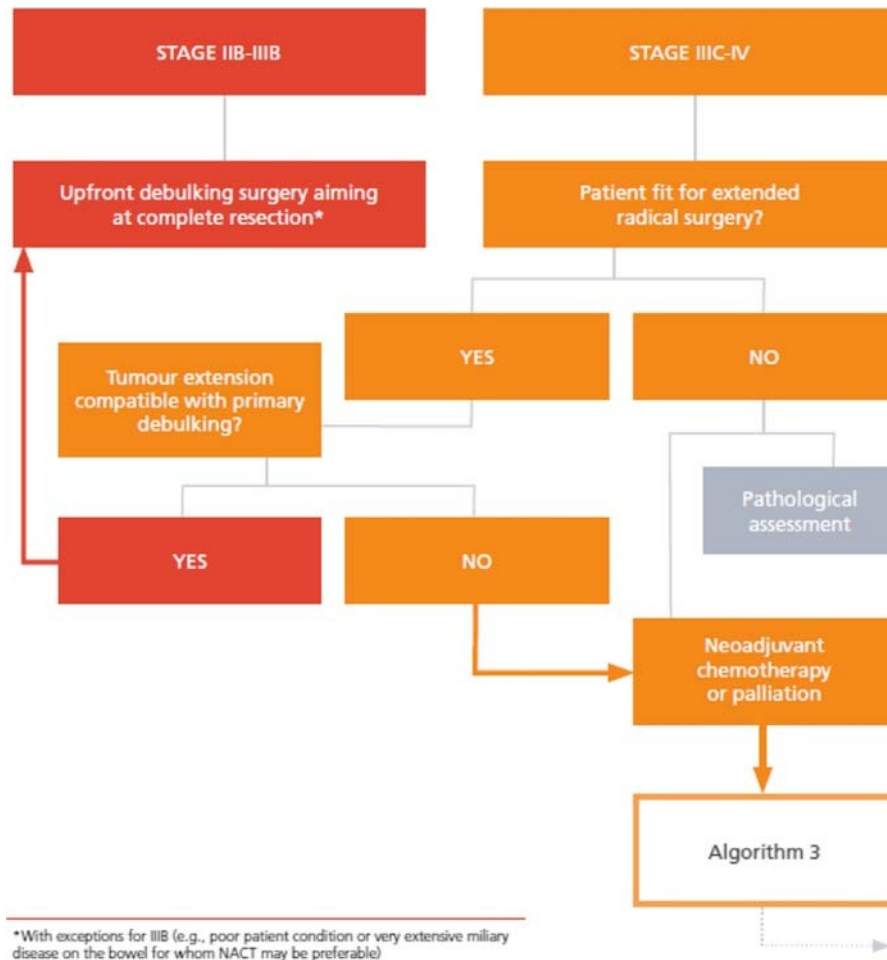 STAGE IIB-IIIB
STAGE IIIC-IV
Upfront debulking surgery aiming
at complete resection*
Patient fit for extended
radical surgery?
YES
NO
Tumour extension
compatible with primary
debulking?
Pathological
assessment
YES
NO
Neoadjuvant
chemotherapy
or palliation
Algorithm 3
*With exceptions for IIIB (e.g., poor patient condition or very extensive miliary
disease on the bowel for whom NACT may be preferable)